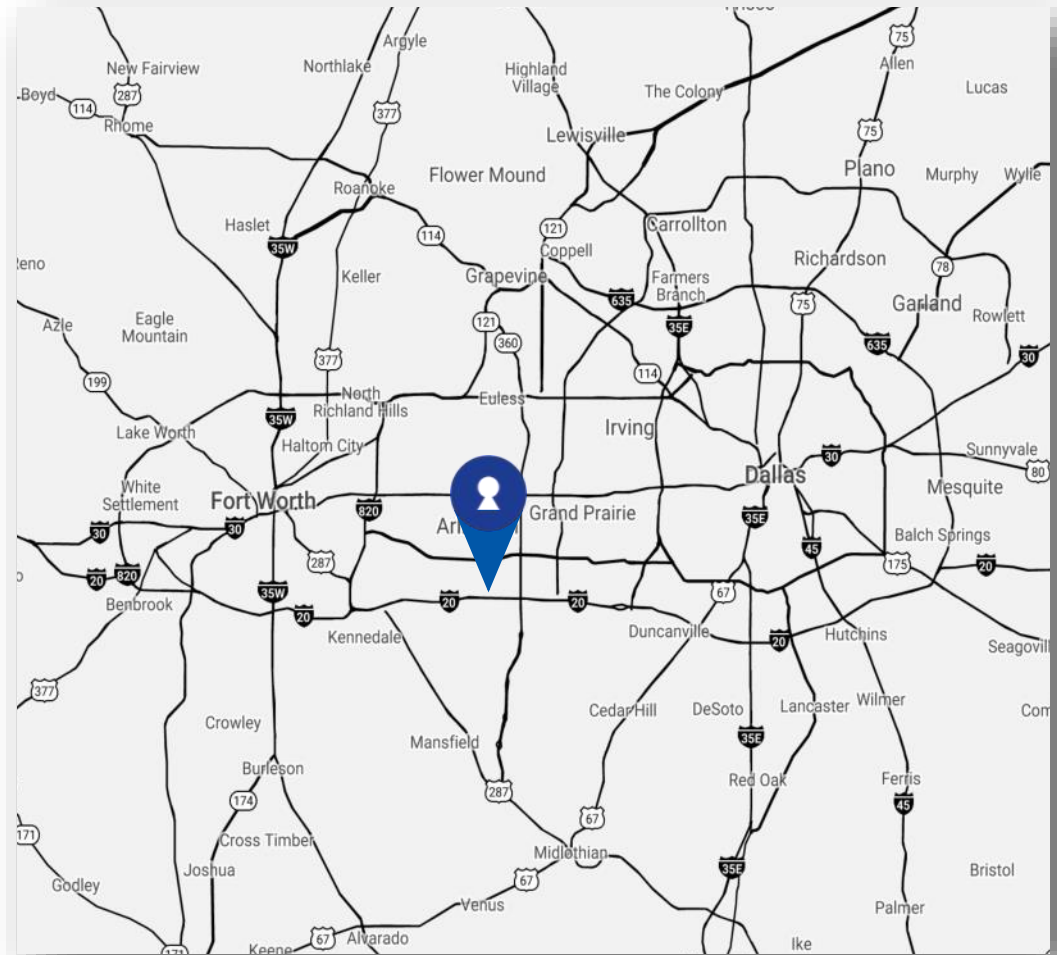 75
Argyle
Allen
New Fairview
Northlake
Highland
Village
Lucas
The Colony
Boyd
287
114
377
Rhome
75
Lewisville
Plano
Flower Mound
Murphy
Wylie
Roanoke
Haslet
35W
114
121
Carrollton
Coppell
Richardson
78
Keller
Grapevine
Farmers
Branch
635
75
Garland
Rowlett
Azle
Eagle
Mountain
121
35E
360
635
30
377
199
114
North
Richland Hills
Euless
35W
Irving
Lake Worth
Haltom City
30
Sunnyvale
80
Dallas
White
Settlement
Fort Worth
Mesquite
820
Grand Prairie
35E
30
30
Balch Springs
45
287
175
20
820
20
35W
20
20
67
Benbrook
20
Kennedale
Duncanville
20
Hutchins
377
Crowley
Cedar Hill
DeSoto
Lancaster
Wilmer
Mansfield
35E
Burleson
Red Oak
Ferris
287
174
45
67
171
Cross Timber
Midlothian
Joshua
35E
Bristol
Godley
67
Venus
Palmer
67
Alvarado
Ike
Keene
171